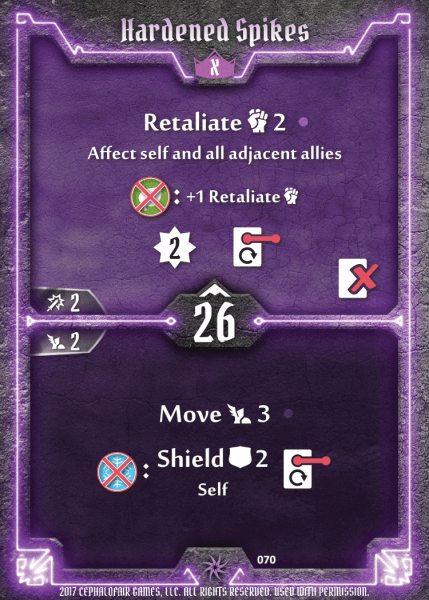 Hardened Spikes
X
Retaliate 2
Affect self and all adjacent allies
: +1 Retaliate
2
2
26
2
Move 3
: Shield 2
Self
070
2017 CEPHALOFAIR GAMES, LLC. ALL RIGHTS RESERVED. USED WITH PERMISSION.